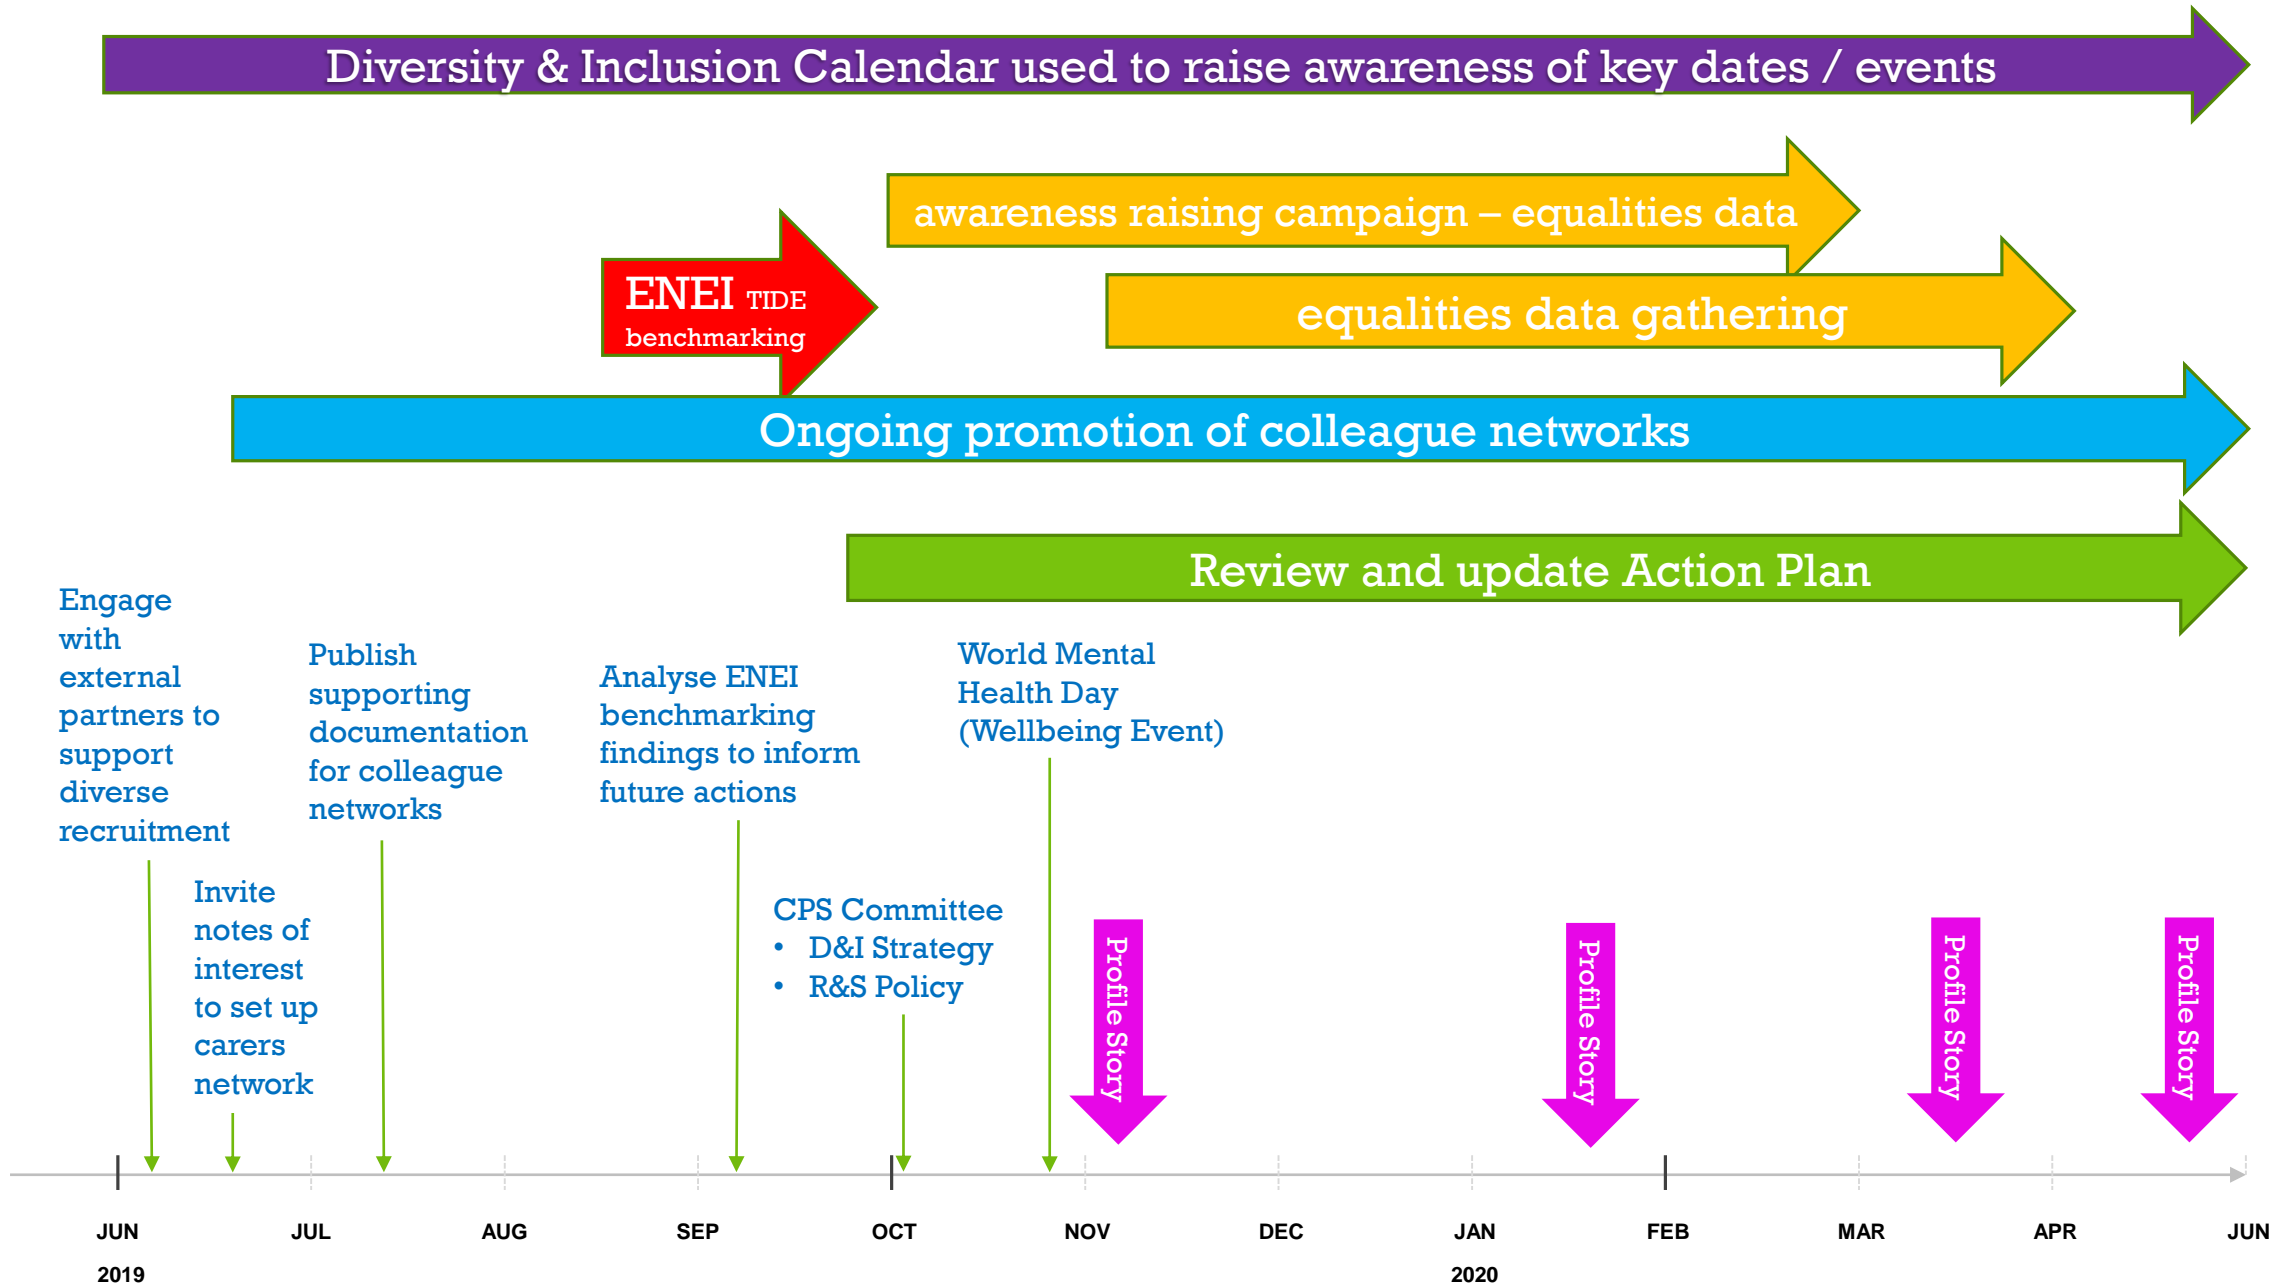 Diversity & Inclusion Calendar used to raise awareness of key dates / events
awareness raising campaign – equalities data
ENEI TIDE
benchmarking
equalities data gathering
Ongoing promotion of colleague networks
Review and update Action Plan
Engage
with
external
partners to
support
diverse
recruitment
Invite
notes of
interest
to set up
carers
network
Publish
supporting
documentation
for colleague
networks
Analyse ENEI
benchmarking
findings to inform
future actions
CPS Committee
• D&I Strategy
• R&S Policy
World Mental
Health Day
(Wellbeing Event)
Profile Story
Profile Story
Profile Story
Profile Story
JUN JUL AUG SEP OCT NOV DEC JAN FEB MAR APR JUN
2019 2020